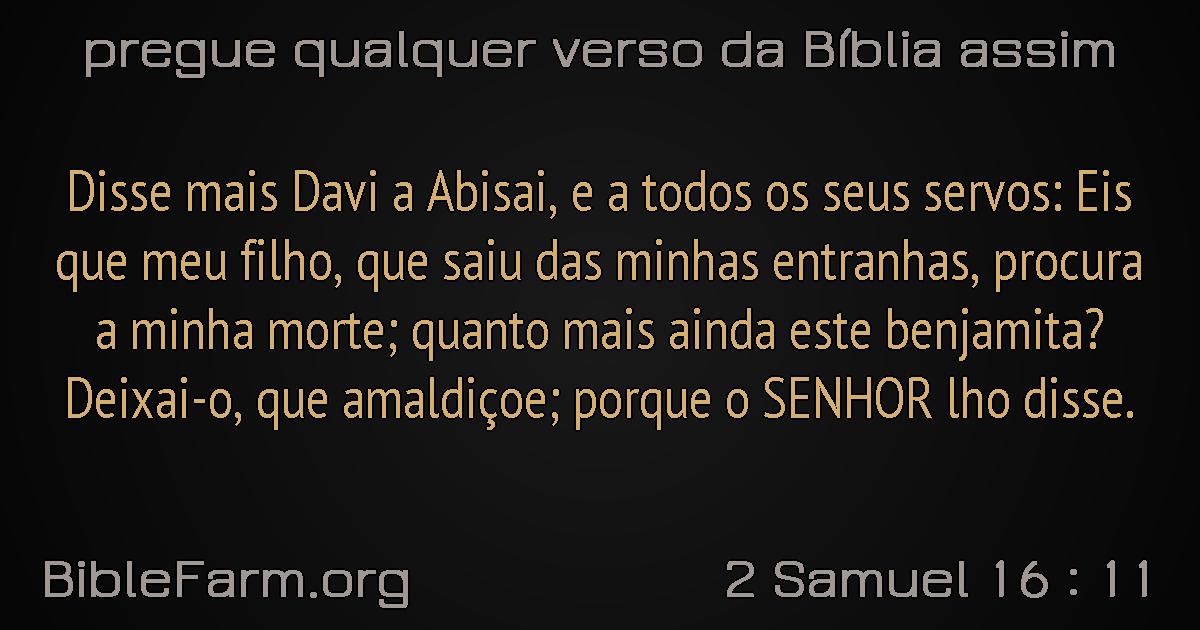 pregue qualquer verso da Bíblia assim
Disse mais Davi a Abisai, e a todos os seus servos: Eis
que meu filho, que saiu das minhas entranhas, procura
a minha morte; quanto mais ainda este benjamita?
Deixai-o, que amaldiçoe; porque o SENHOR lho disse.
BibleFarm.org
2 Samuel 16 : 11